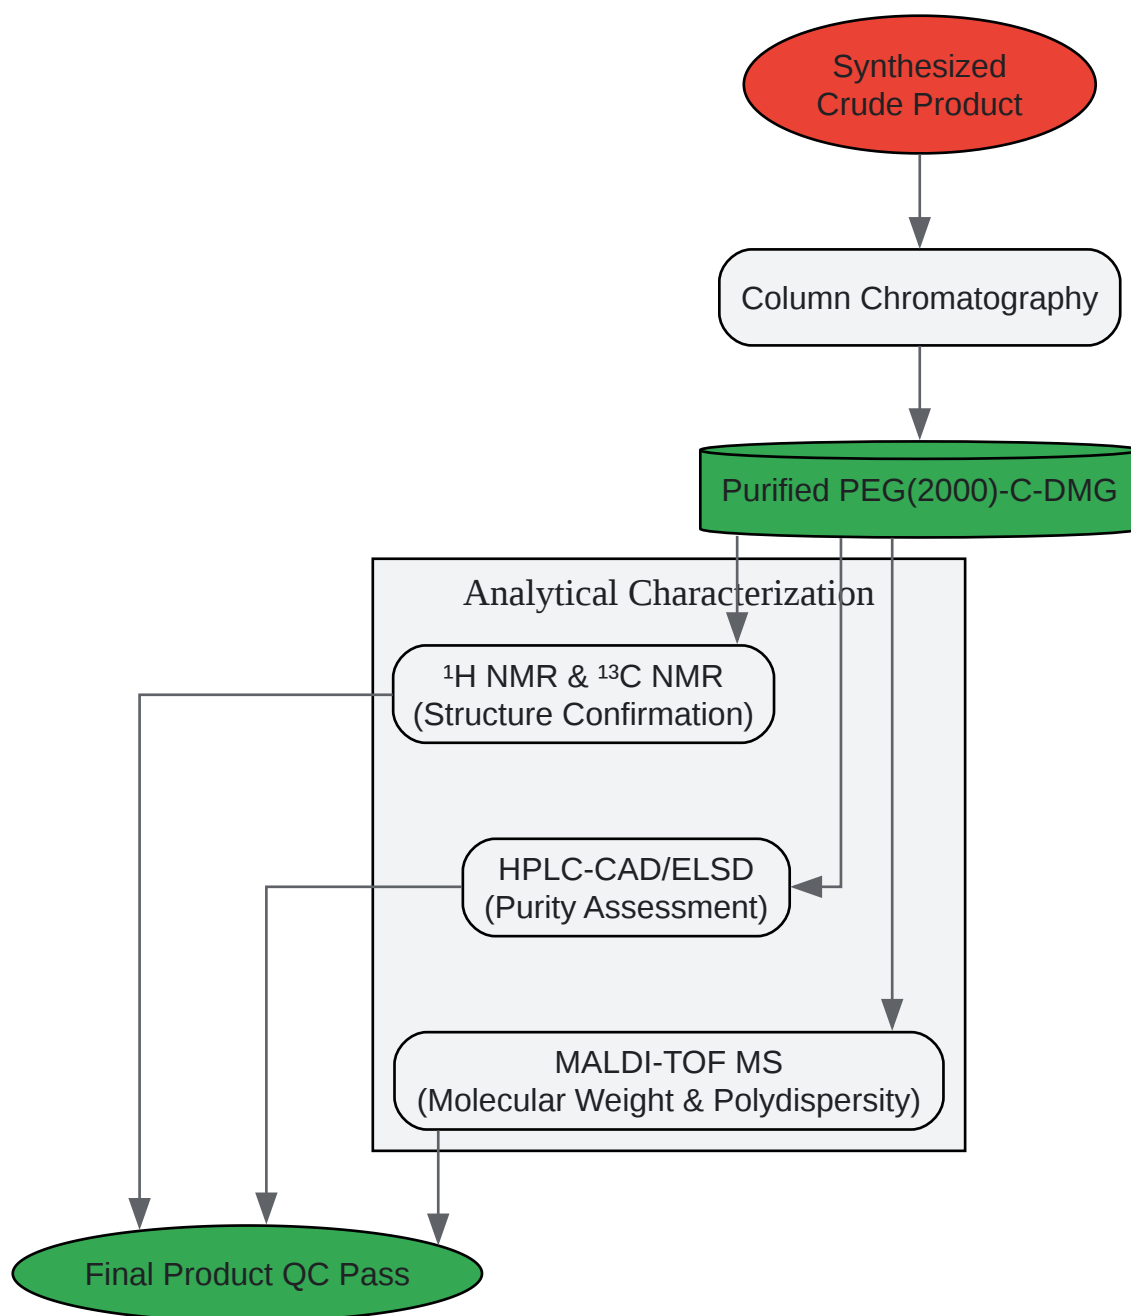 Synthesized
Crude Product
Column Chromatography
Purified PEG(2000)-C-DMG
Analytical Characterization
¹H NMR & ¹³C NMR
(Structure Confirmation)
HPLC-CAD/ELSD
(Purity Assessment)
MALDI-TOF MS
(Molecular Weight & Polydispersity)
Final Product QC Pass